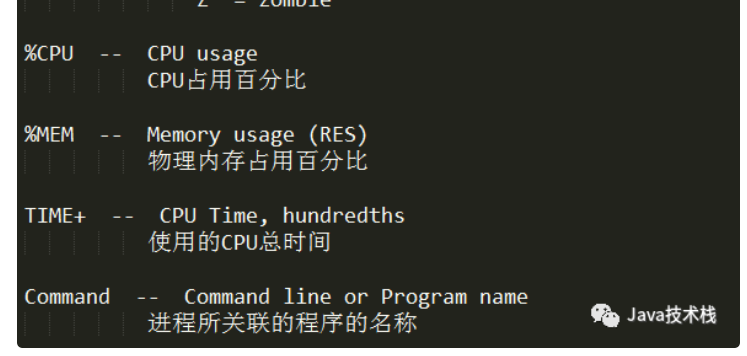 Z = zombie
%CPU -- CPU usage
CPU占用百分比
%MEM -- Memory usage (RES)
物理内存占用百分比
TIME+ -- CPU Time, hundredths
使用的CPU总时间
Command -- Command line or Program name
进程所关联的程序的名称
Java技术栈